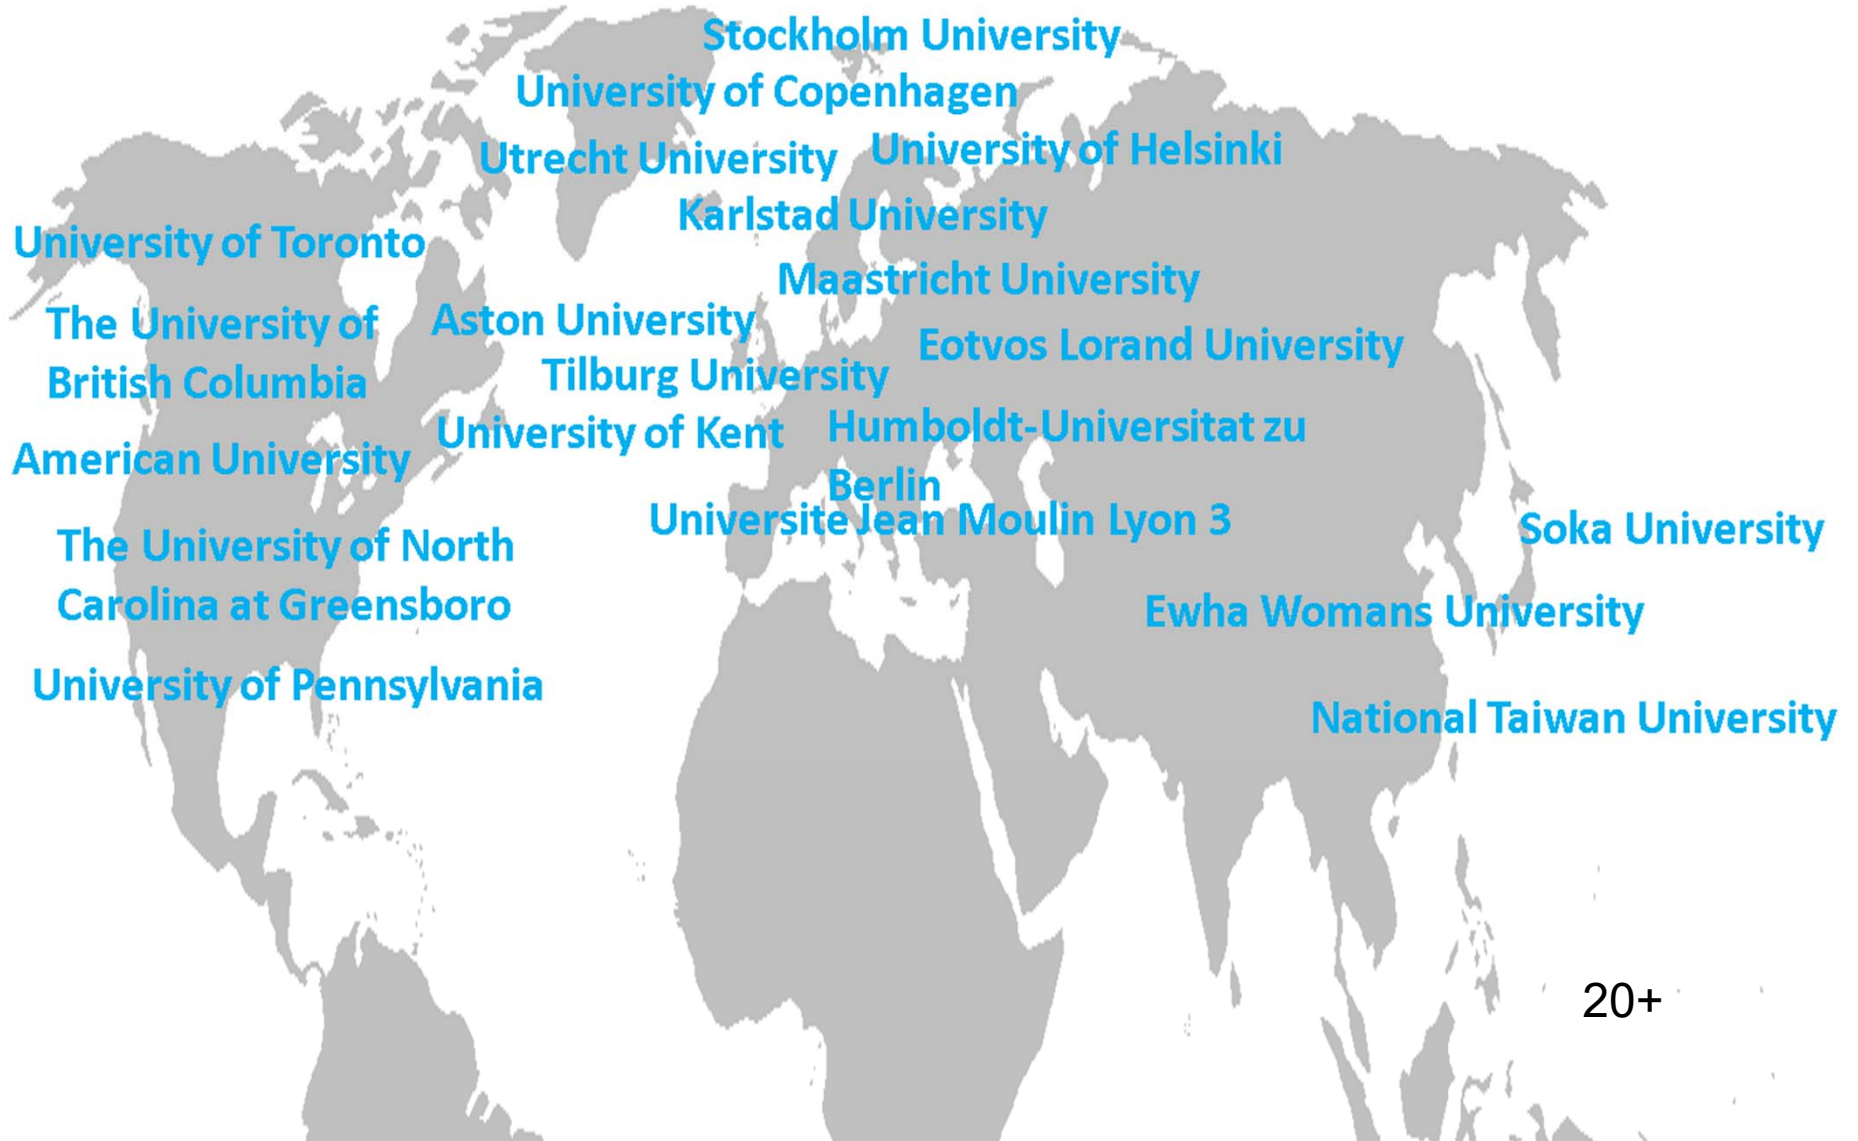 Stockholm University
University of Copenhagen
Utrecht University
University of Helsinki
Karlstad University
University of Toronto
Maastricht University
The University of
British Columbia
Aston University
Eotvos Lorand University
Tilburg University
University of Kent
Humboldt-Universitat zu
Berlin
American University
Universite Jean Moulin Lyon 3
Soka University
The University of North
Carolina at Greensboro
Ewha Womans University
University of Pennsylvania
National Taiwan University
20+